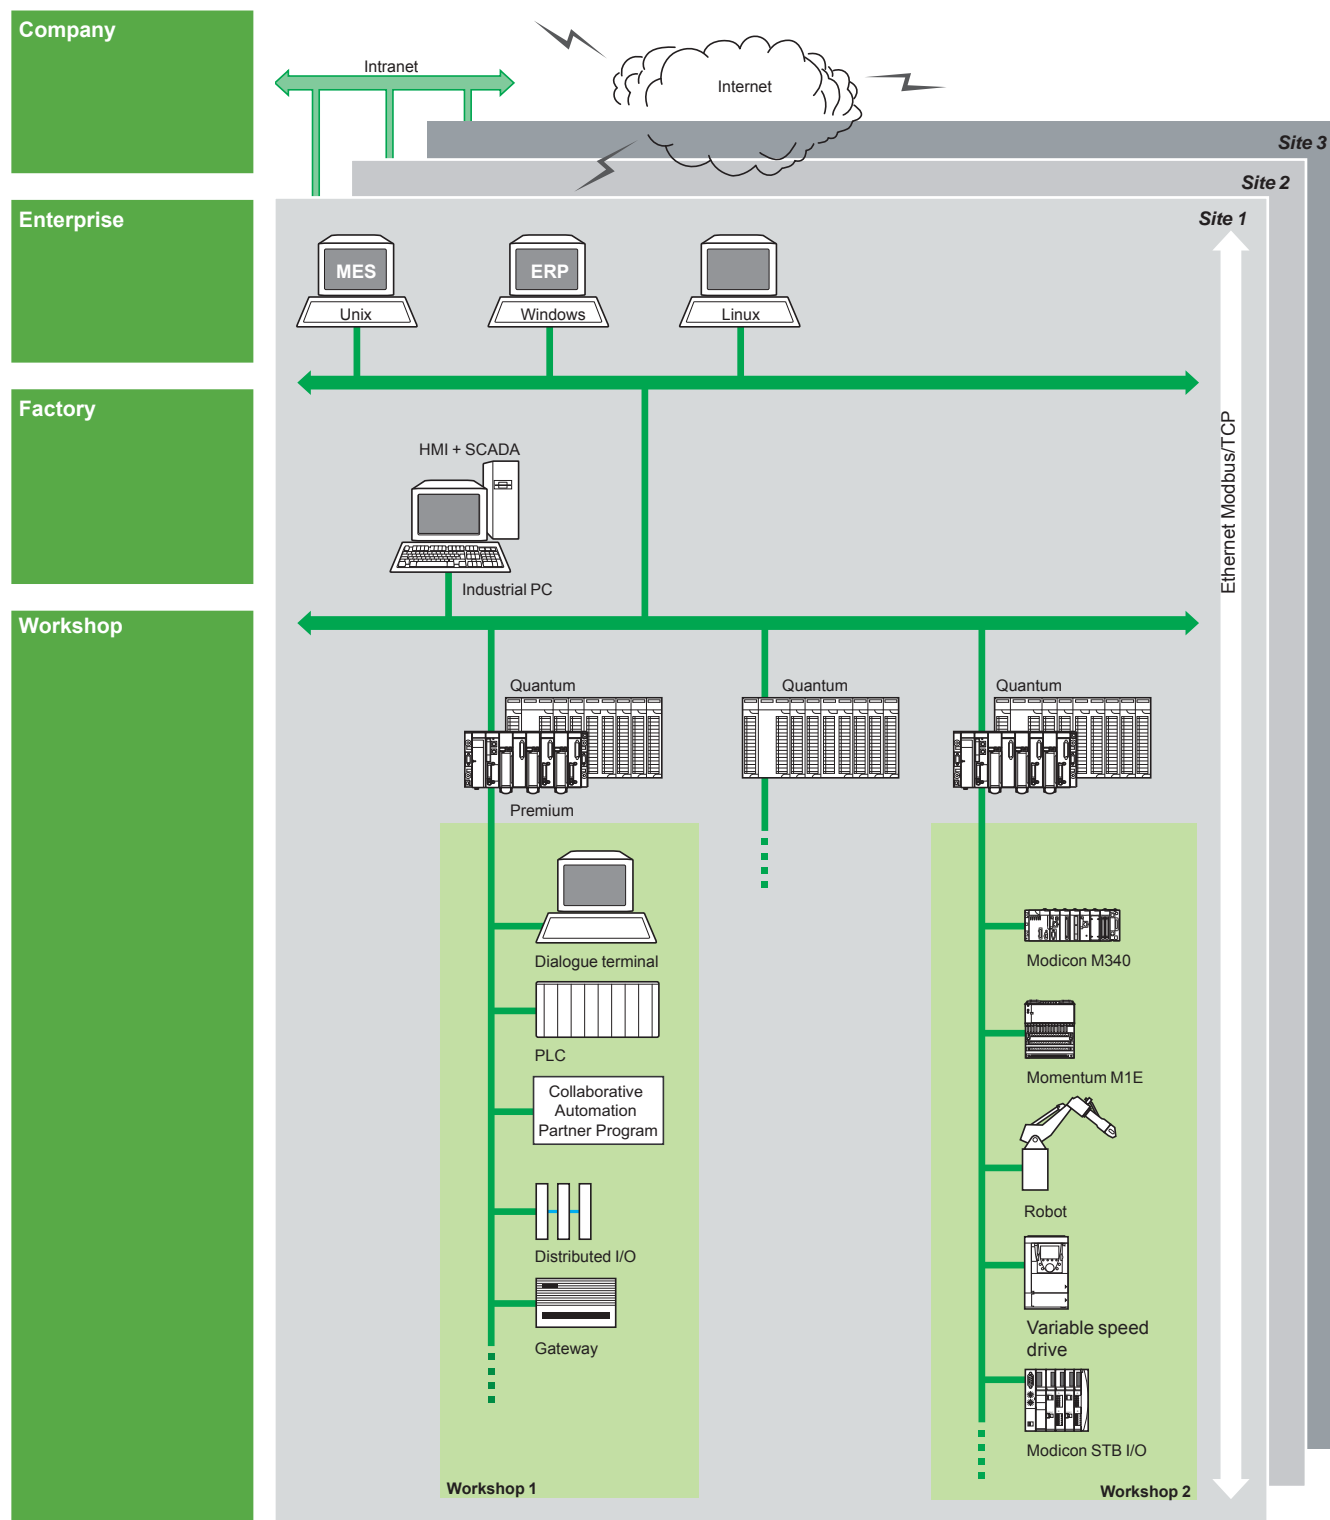 Company
Intranet
Internet
Site 3
Site 2
Enterprise
Site 1
MES
ERP
Unix
Windows
Linux
Factory
HMI + SCADA
Ethernet Modbus/TCP
Industrial PC
Workshop
Quantum
Quantum
Quantum
Premium
Dialogue terminal
Modicon M340
PLC
Momentum M1E
Collaborative
Automation
Partner Program
Robot
Distributed I/O
Variable speed
drive
Gateway
Modicon STB I/O
Workshop 1
Workshop 2